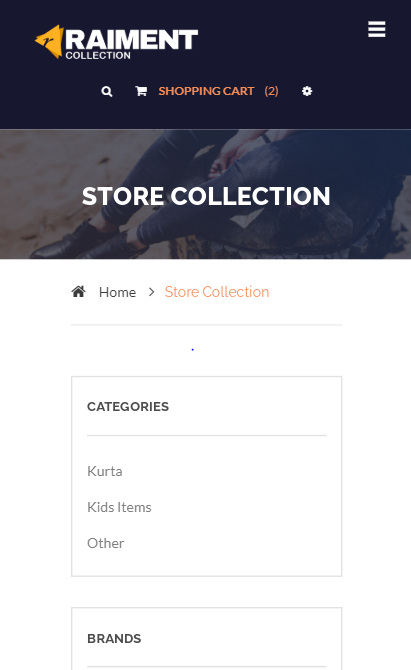 RAIMENT
COLLECTION
SHOPPING CART (2)
STORE COLLECTION
Home > Store Collection
CATEGORIES
Kurta
Kids Items
Other
BRANDS